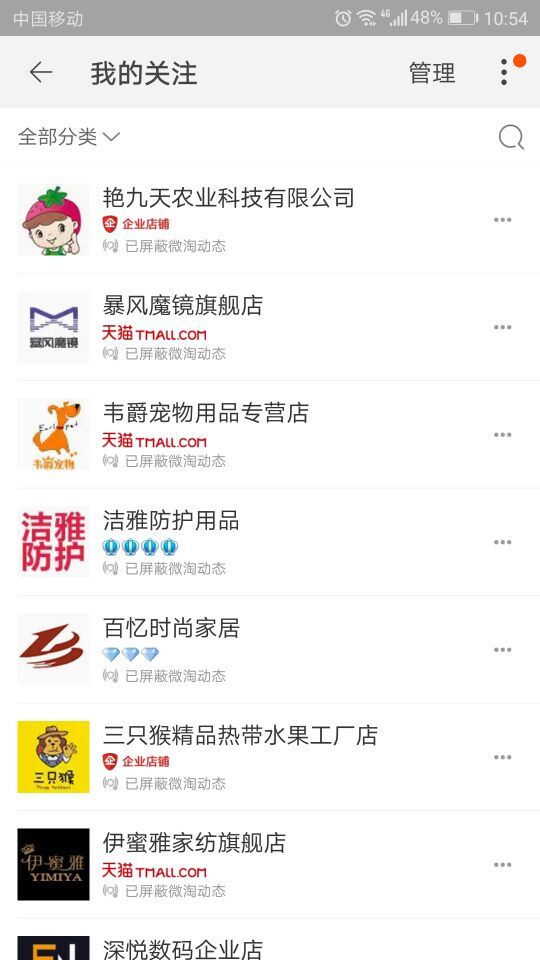 中国移动
4G 48% 10:54
我的关注 管理
全部分类
艳九天农业科技有限公司
企 企业店铺
已屏蔽微淘动态
暴风魔镜
暴风魔镜旗舰店
天猫 TMALL.COM
已屏蔽微淘动态
韦爵宠物
韦爵宠物用品专营店
天猫 TMALL.COM
已屏蔽微淘动态
洁雅
防护
洁雅防护用品
已屏蔽微淘动态
百忆时尚家居
已屏蔽微淘动态
三只猴
三只猴精品热带水果工厂店
企 企业店铺
已屏蔽微淘动态
伊蜜雅
YIMIYA
伊蜜雅家纺旗舰店
天猫 TMALL.COM
已屏蔽微淘动态
深悦数码企业店